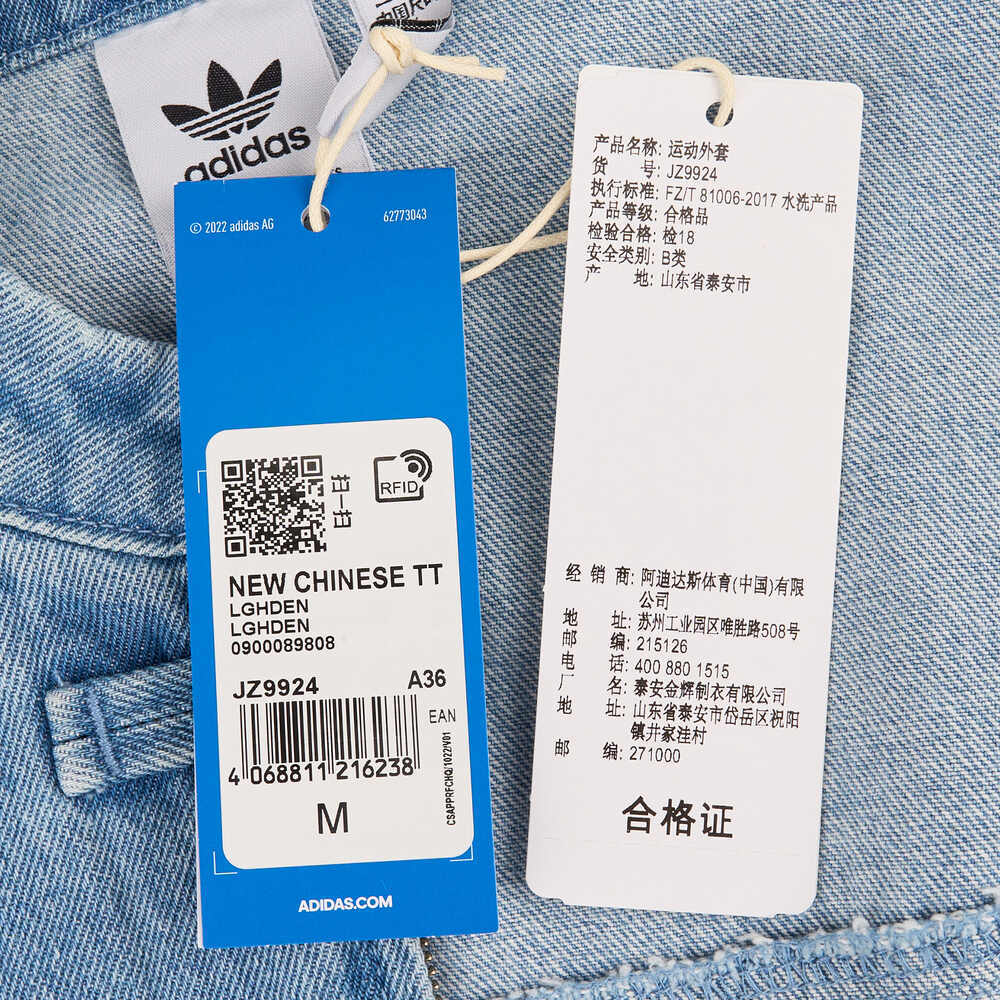 adidas
© 2022 adidas AG
62773043
扫一扫
RFID
NEW CHINESE TT
LGHDEN
LGHDEN
0900089808
JZ9924
A36
EAN
4 068811 216238
CSAPPRFCHQ/1022/V01
M
ADIDAS.COM
产品名称: 运动外套
货 号: JZ9924
执行标准: FZ/T 81006-2017 水洗产品
产品等级: 合格品
检验合格: 检18
安全类别: B类
产 地: 山东省泰安市
经 销 商: 阿迪达斯体育(中国)有限
公司
地 址: 苏州工业园区唯胜路508号
邮 编: 215126
电 话: 400 880 1515
厂 名: 泰安金辉制衣有限公司
地 址: 山东省泰安市岱岳区祝阳
镇井家洼村
邮 编: 271000
合格证